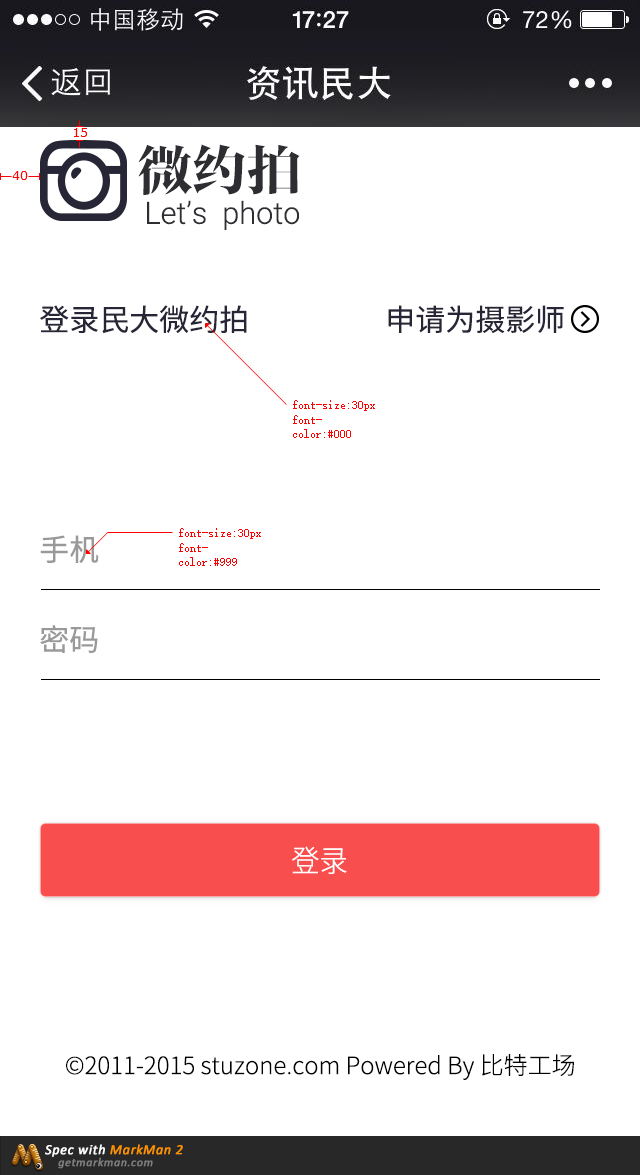 中国移动 17:27 72%
返回 资讯民大
15
40
微约拍
Let's photo
登录民大微约拍 申请为摄影师
font-size:30px
font-
color:#000
手机
font-size:30px
font-
color:#999
密码
登录
©2011-2015 stuzone.com Powered By 比特工场
Spec with MarkMan 2
getmarkman.com